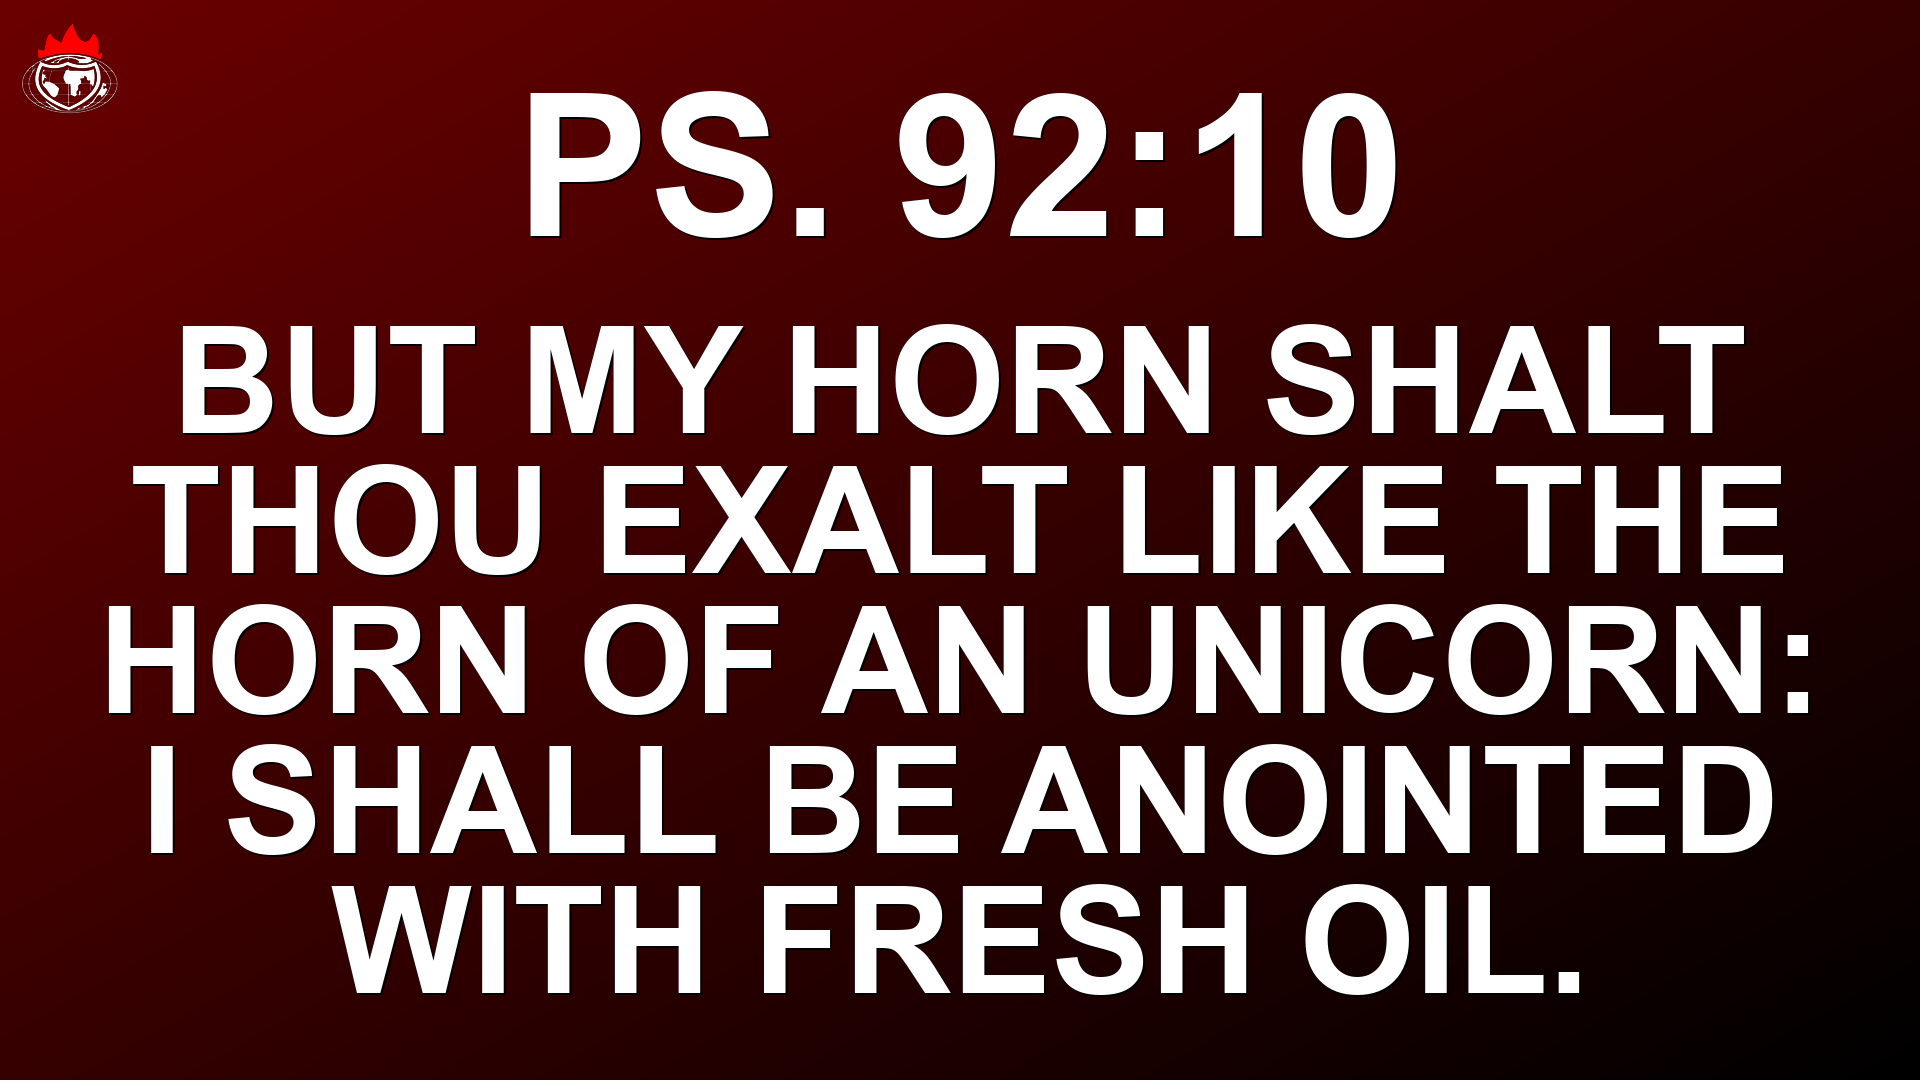 PS. 92:10
BUT MY HORN SHALT
THOU EXALT LIKE THE
HORN OF AN UNICORN:
I SHALL BE ANOINTED
WITH FRESH OIL.